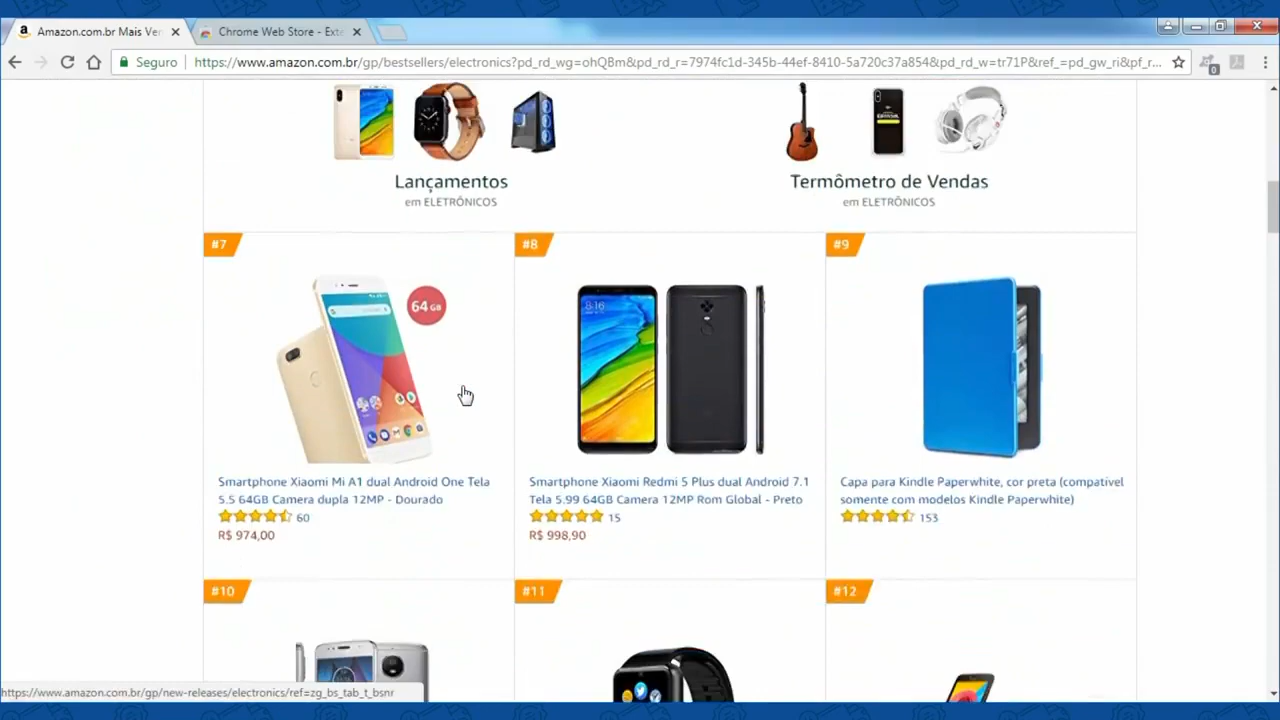 Amazon.com.br Mais Ver
Chrome Web Store - Exte
Seguro
https://www.amazon.com.br/gp/bestsellers/electronics?pd_rd_wg=ohQBm&pd_rd_r=7974fc1d-345b-44ef-8410-5a720c37a854&pd_rd_w=tr71P&ref_=pd_gw_ri&pf_r...
0
Lançamentos
em ELETRÔNICOS
Termômetro de Vendas
em ELETRÔNICOS
#7
#8
#9
64 GB
8:16
Smartphone Xiaomi Mi A1 dual Android One Tela
5.5 64GB Camera dupla 12MP - Dourado
60
R$ 974,00
Smartphone Xiaomi Redmi 5 Plus dual Android 7.1
Tela 5.99 64GB Camera 12MP Rom Global - Preto
15
R$ 998,90
Capa para Kindle Paperwhite, cor preta (compatível
somente com modelos Kindle Paperwhite)
153
#10
#11
#12
https://www.amazon.com.br/gp/new-releases/electronics/ref=zg_bs_tab_t_bsnr